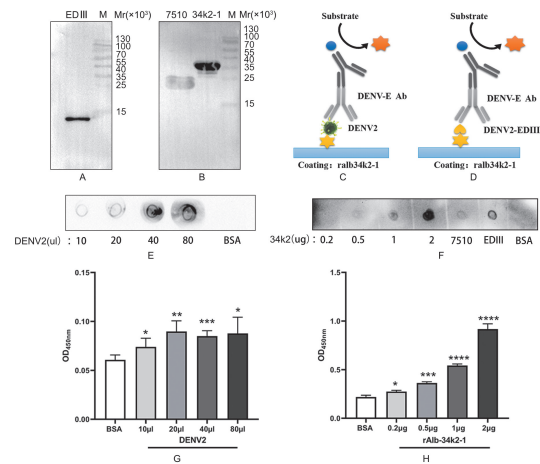 EDIII M Mr(×10³)
130
100
70
55
40
35
25
15
A
7510 34k2-1 M Mr(×10³)
130
100
70
55
40
35
25
15
B
Substrate
DENV-E Ab
DENV2
Coating：ralb34k2-1
C
Substrate
DENV-E Ab
DENV2-EDIII
Coating：ralb34k2-1
D
DENV2(ul)：10 20 40 80 BSA
E
34k2(ug)：0.2 0.5 1 2 7510 EDIII BSA
F
OD450nm
0.15
0.10
0.05
0.00
* ** *** *
BSA 10μl 20μl 40μl 80μl
DENV2
G
OD450nm
1.5
1.0
0.5
0.0
* *** **** ****
BSA 0.2μg 0.5μg 1μg 2μg
rAlb-34k2-1
H